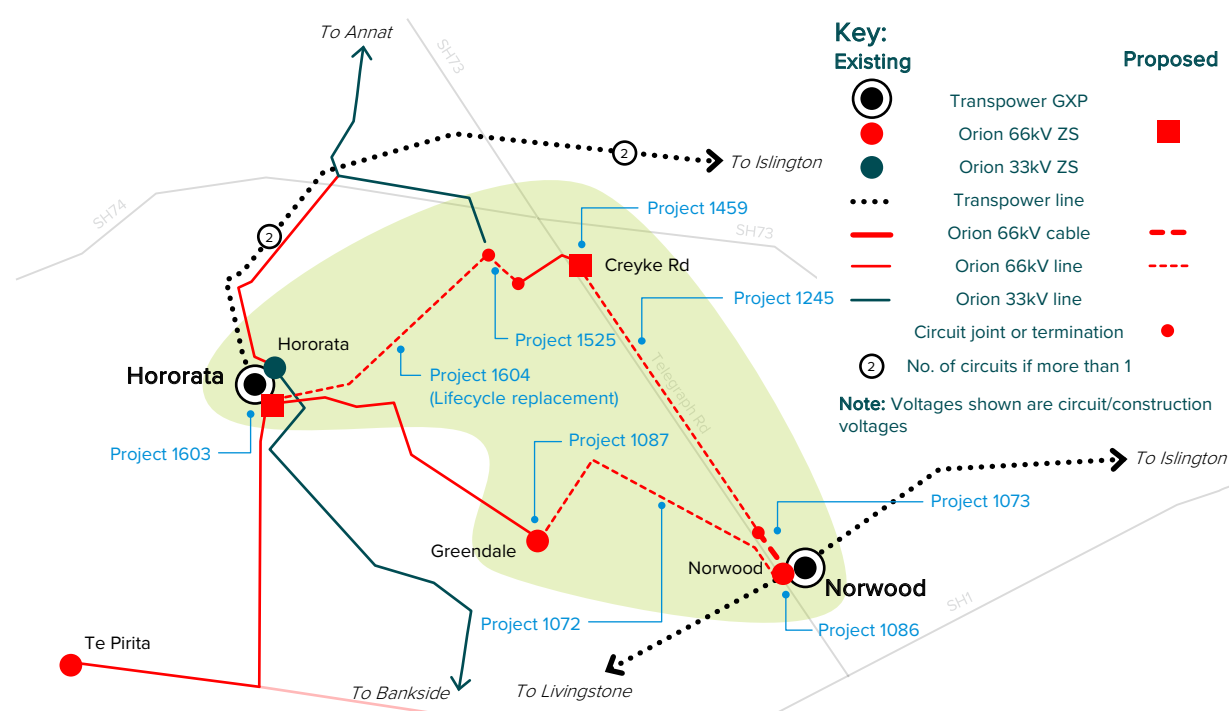 To Annat
SH73
Key:
Existing
Proposed
Transpower GXP
Orion 66kV ZS
Orion 33kV ZS
Transpower line
Orion 66kV cable
Orion 66kV line
Orion 33kV line
Circuit joint or termination
2 No. of circuits if more than 1
Note: Voltages shown are circuit/construction
voltages
2
To Islington
SH74
Project 1459
SH73
2
Creyke Rd
Project 1245
Hororata
Project 1525
Hororata
Project 1604
(Lifecycle replacement)
Telegraph Rd
Project 1087
Project 1603
To Islington
Project 1073
Greendale
Norwood
Norwood
SH1
Project 1072
Project 1086
Te Pirita
To Bankside
To Livingstone